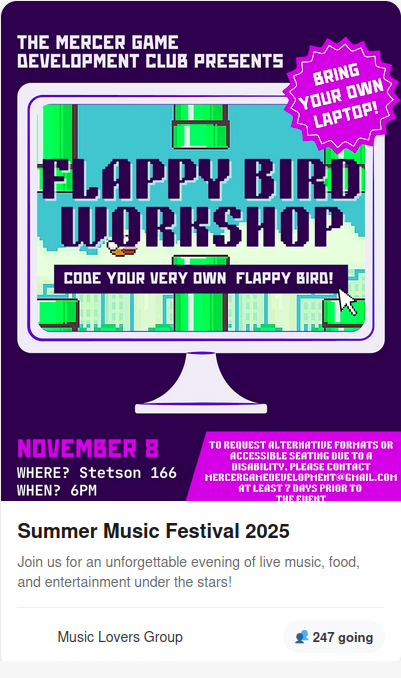 THE MERCER GAME
DEVELOPMENT CLUB PRESENTS
BRING
YOUR OWN
LAPTOP!
FLAPPY BIRD
WORKSHOP
CODE YOUR VERY OWN FLAPPY BIRD!
NOVEMBER 8
WHERE? Stetson 166
WHEN? 6PM
TO REQUEST ALTERNATIVE FORMATS OR
ACCESSIBLE SEATING DUE TO A
DISABILITY, PLEASE CONTACT
MERCERGAMEDEVELOPMENT@GMAIL.COM
AT LEAST 7 DAYS PRIOR TO
THE EVENT
Summer Music Festival 2025
Join us for an unforgettable evening of live music, food,
and entertainment under the stars!
Music Lovers Group
247 going